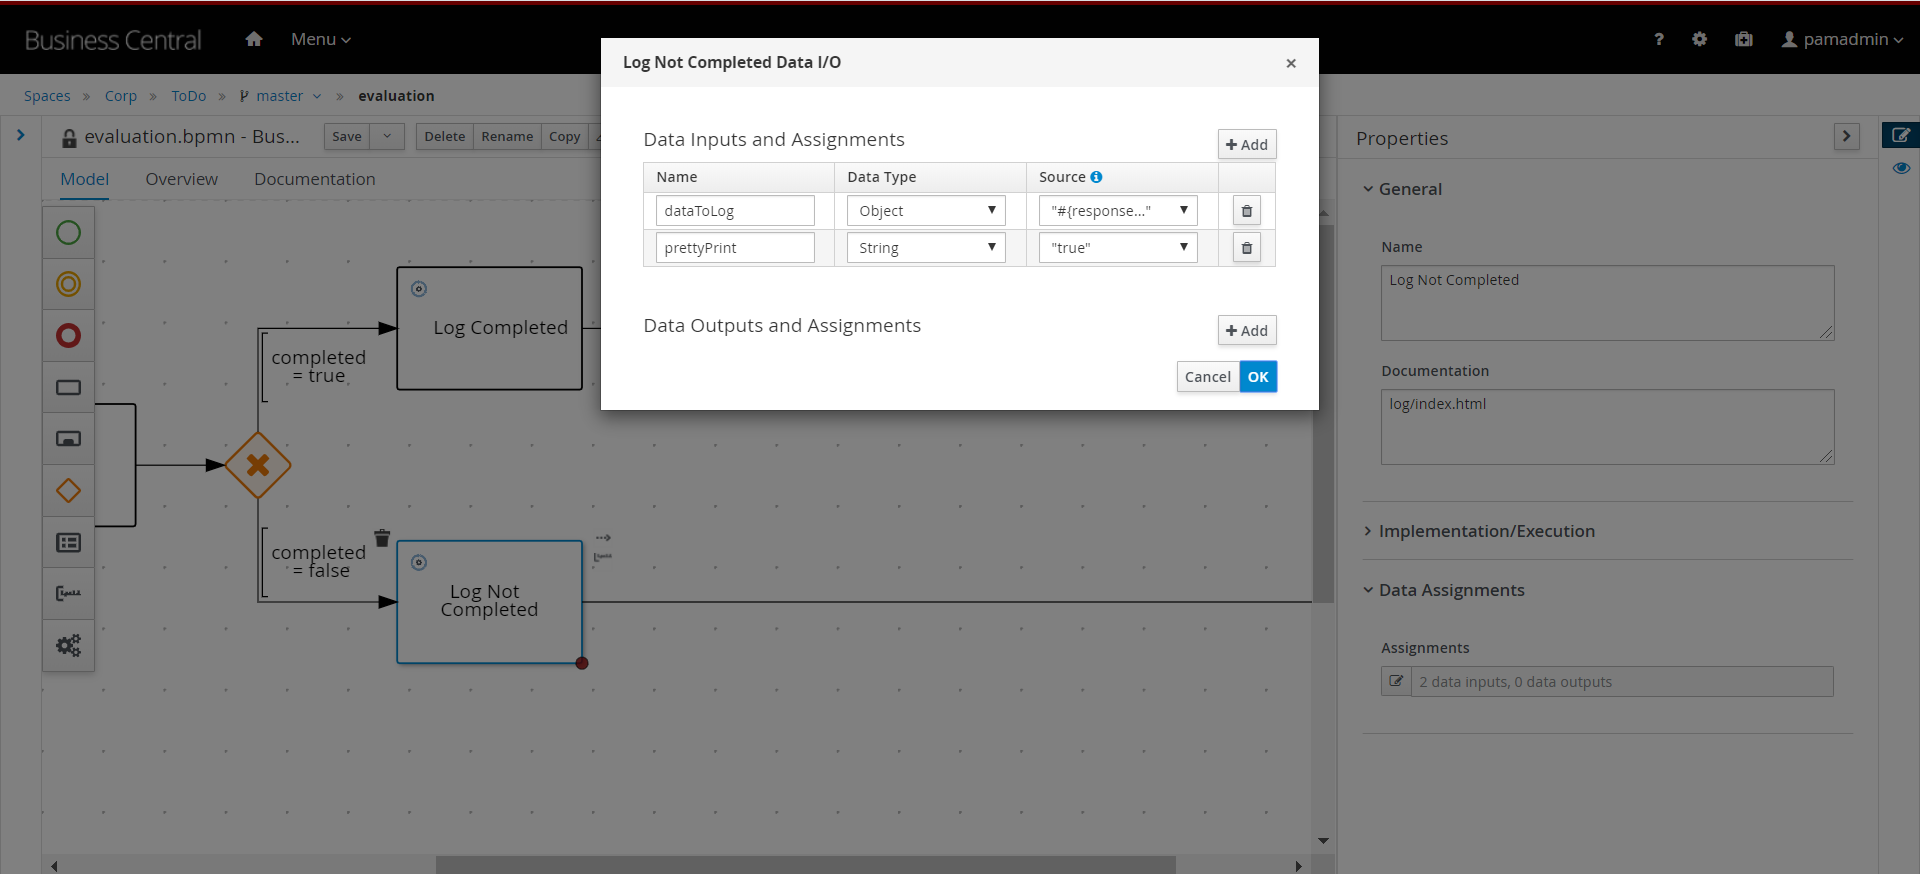 Business Central
Menu
?
pamadmin
Spaces » Corp » ToDo » master » evaluation
evaluation.bpmn - Bus...
Save
Delete
Rename
Copy
Model
Overview
Documentation
Log Completed
completed
= true
completed
= false
Log Not
Completed
Log Not Completed Data I/O
×
Data Inputs and Assignments
+ Add
Name
Data Type
Source
dataToLog
Object
"#{response..."
prettyPrint
String
"true"
Data Outputs and Assignments
+ Add
Cancel
OK
Properties
General
Name
Log Not Completed
Documentation
log/index.html
Implementation/Execution
Data Assignments
Assignments
2 data inputs, 0 data outputs